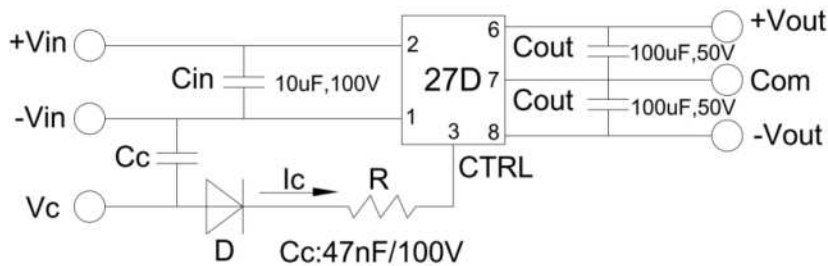 +Vin
2
6
+Vout
Cout
100uF,50V
Cin
10uF,100V
27D
7
Com
Cout
100uF,50V
-Vin
1
3
8
-Vout
Cc
CTRL
Ic
R
Vc
D
Cc:47nF/100V